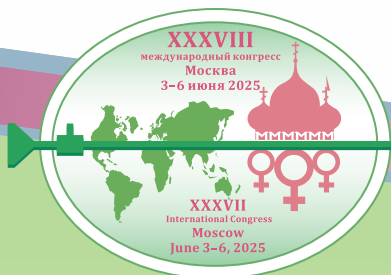 XXXVIII
международный конгресс
Москва
3–6 июня 2025
XXXVII
International Congress
Moscow
June 3–6, 2025